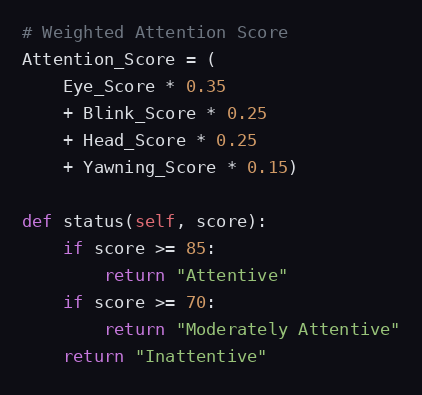 # Weighted Attention Score
Attention_Score = (
    Eye_Score * 0.35
    + Blink_Score * 0.25
    + Head_Score * 0.25
    + Yawning_Score * 0.15)

def status(self, score):
    if score >= 85:
        return "Attentive"
    if score >= 70:
        return "Moderately Attentive"
    return "Inattentive"